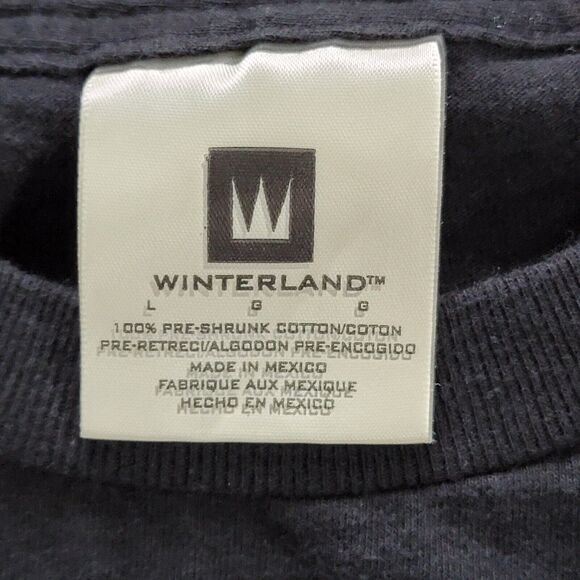 WINTERLAND™
L G G
100% PRE-SHRUNK COTTON/COTON
PRE-RETRECI/ALGODON PRE-ENCOGIDO
MADE IN MEXICO
FABRIQUE AUX MEXIQUE
HECHO EN MEXICO